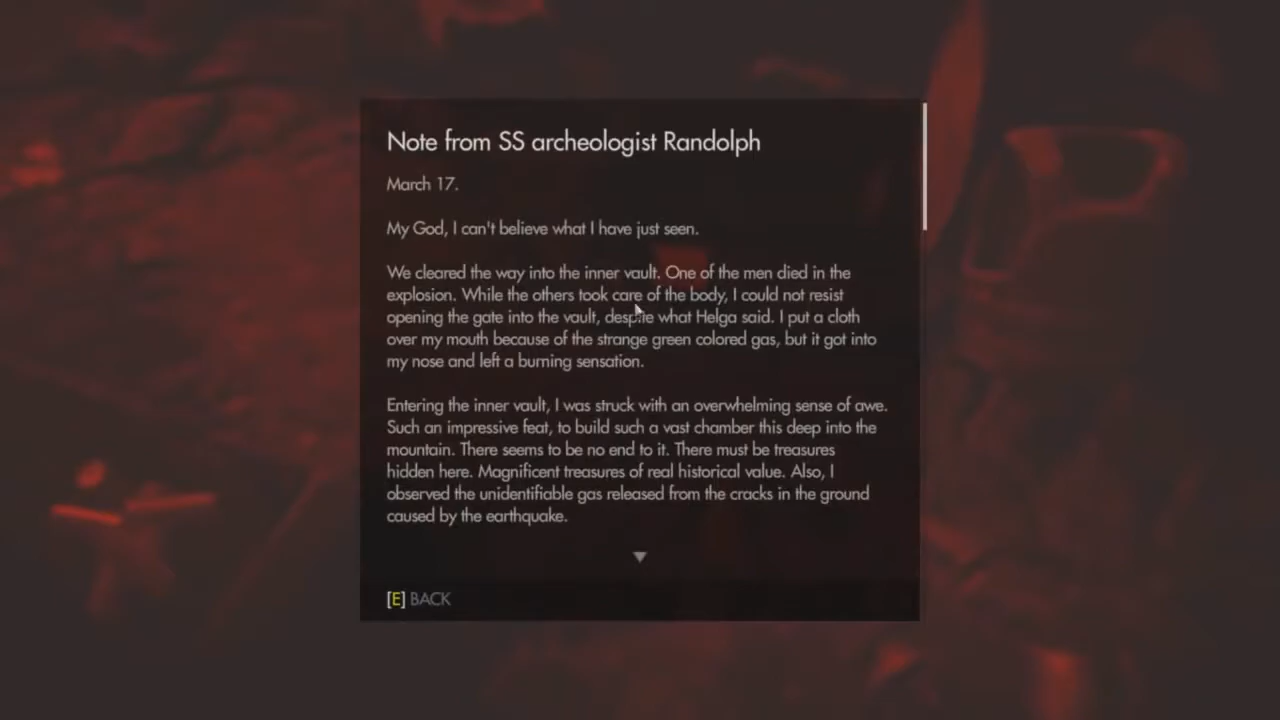 Note from SS archeologist Randolph
March 17.
My God, I can't believe what I have just seen.
We cleared the way into the inner vault. One of the men died in the
explosion. While the others took care of the body, I could not resist
opening the gate into the vault, despite what Helga said. I put a cloth
over my mouth because of the strange green colored gas, but it got into
my nose and left a burning sensation.
Entering the inner vault, I was struck with an overwhelming sense of awe.
Such an impressive feat, to build such a vast chamber this deep into the
mountain. There seems to be no end to it. There must be treasures
hidden here. Magnificent treasures of real historical value. Also, I
observed the unidentifiable gas released from the cracks in the ground
caused by the earthquake.
[E] BACK